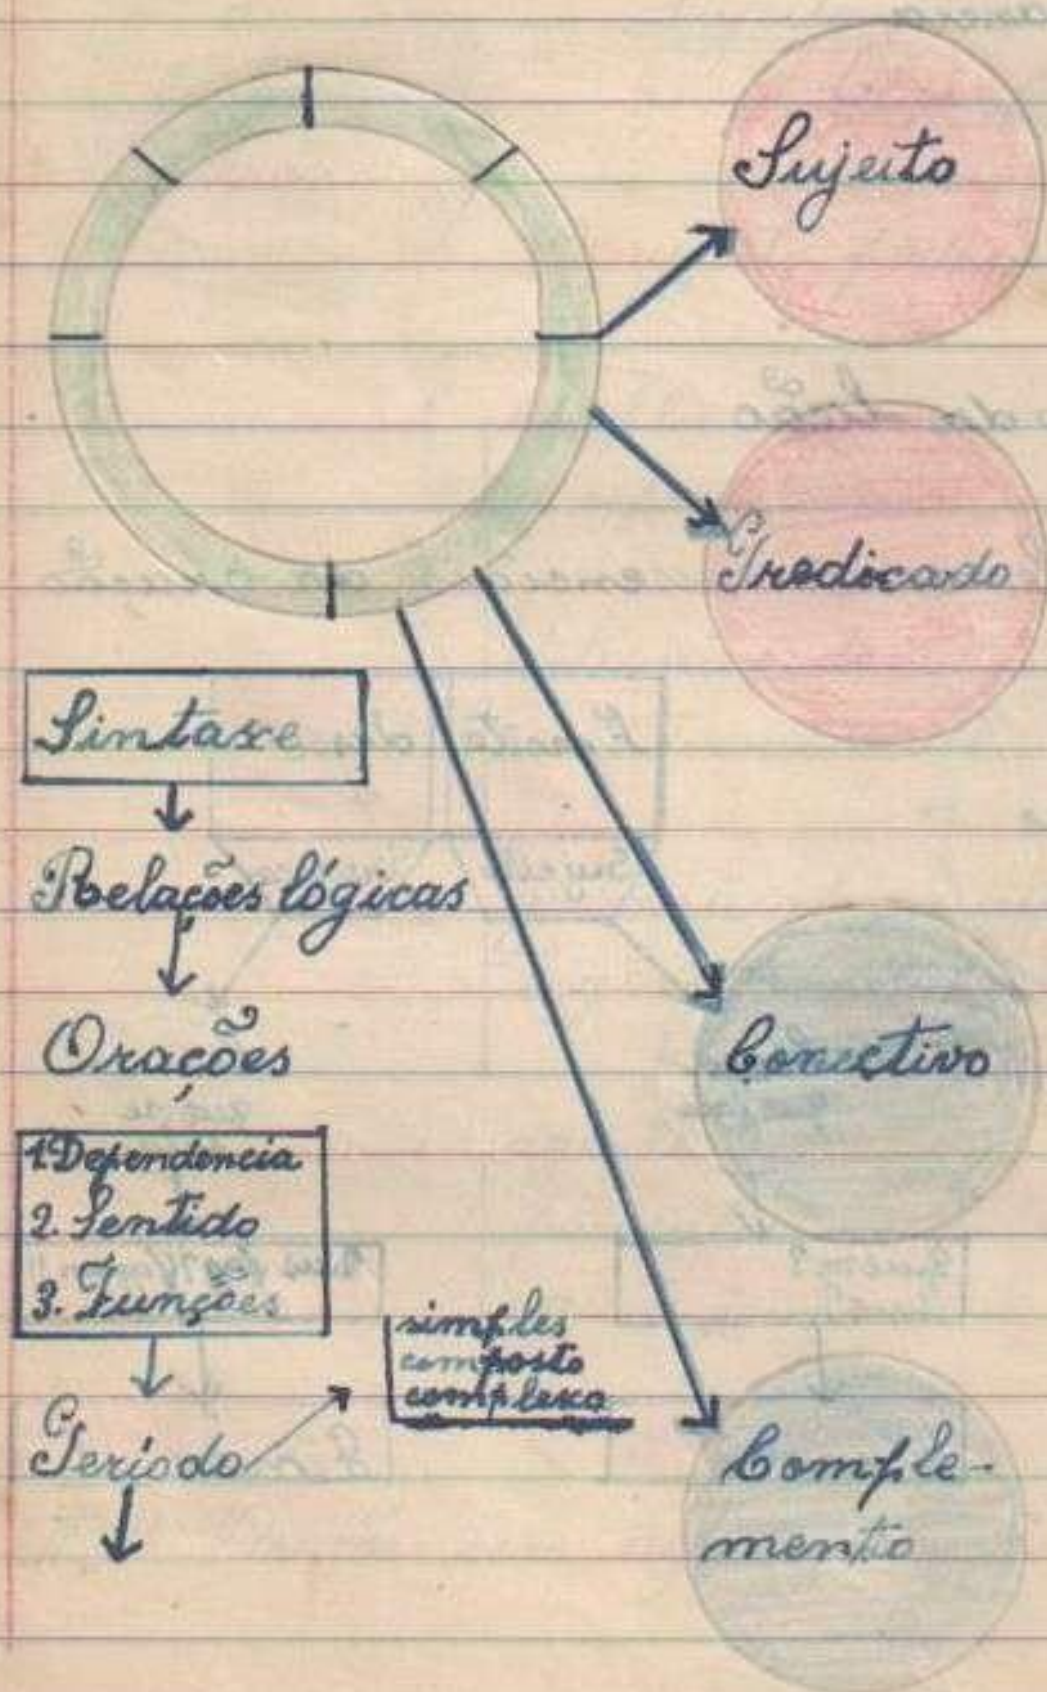 Sujeito
Predicado
Sintaxe
Relações lógicas
Orações
1. Dependencia
2. Sentido
3. Funções
simples
composto
complexo
Período
Conectivo
Comple-
mento